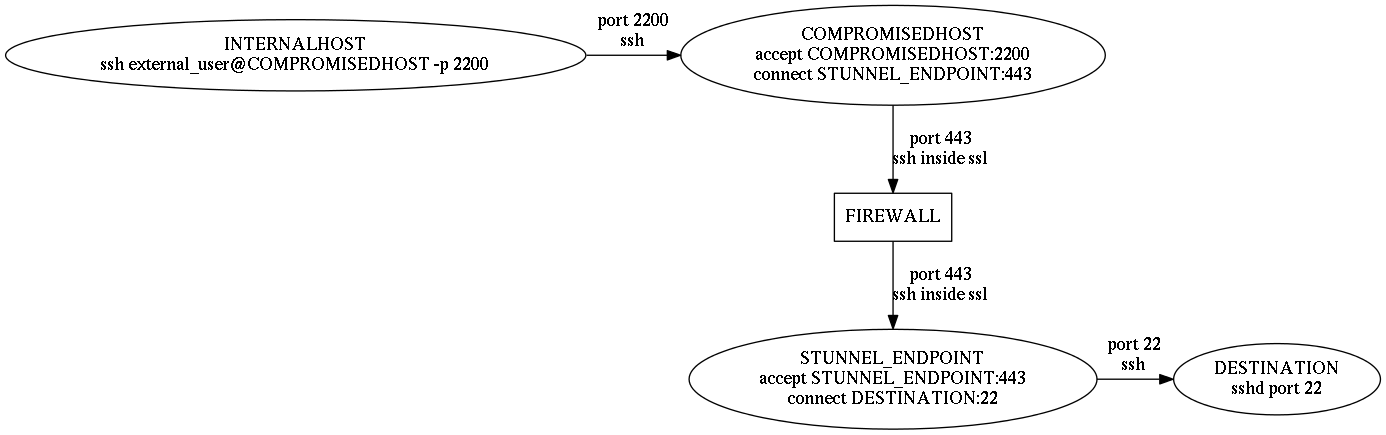 INTERNALHOST
ssh external_user@COMPROMISEDHOST -p 2200
port 2200
ssh
COMPROMISEDHOST
accept COMPROMISEDHOST:2200
connect STUNNEL_ENDPOINT:443
port 443
ssh inside ssl
FIREWALL
port 443
ssh inside ssl
STUNNEL_ENDPOINT
accept STUNNEL_ENDPOINT:443
connect DESTINATION:22
port 22
ssh
DESTINATION
sshd port 22